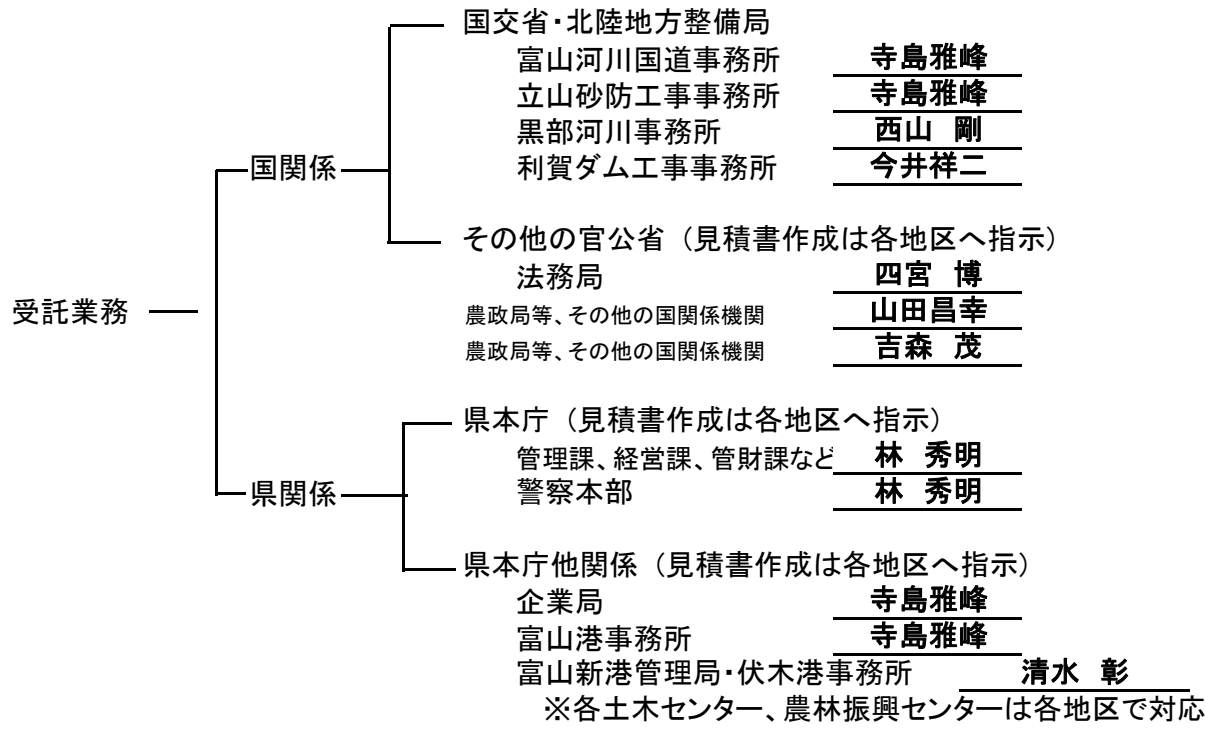 国交省・北陸地方整備局
富山河川国道事務所 寺島雅峰
立山砂防工事事務所 寺島雅峰
黒部河川事務所 西山 剛
国関係
利賀ダム工事事務所 今井祥二
その他の官公省（見積書作成は各地区へ指示）
法務局 四宮 博
受託業務
農政局等、その他の国関係機関 山田昌幸
農政局等、その他の国関係機関 吉森 茂
県本庁（見積書作成は各地区へ指示）
管理課、経営課、管財課など 林 秀明
県関係
警察本部 林 秀明
県本庁他関係（見積書作成は各地区へ指示）
企業局 寺島雅峰
富山港事務所 寺島雅峰
富山新港管理局・伏木港事務所 清水 彰
※各土木センター、農林振興センターは各地区で対応